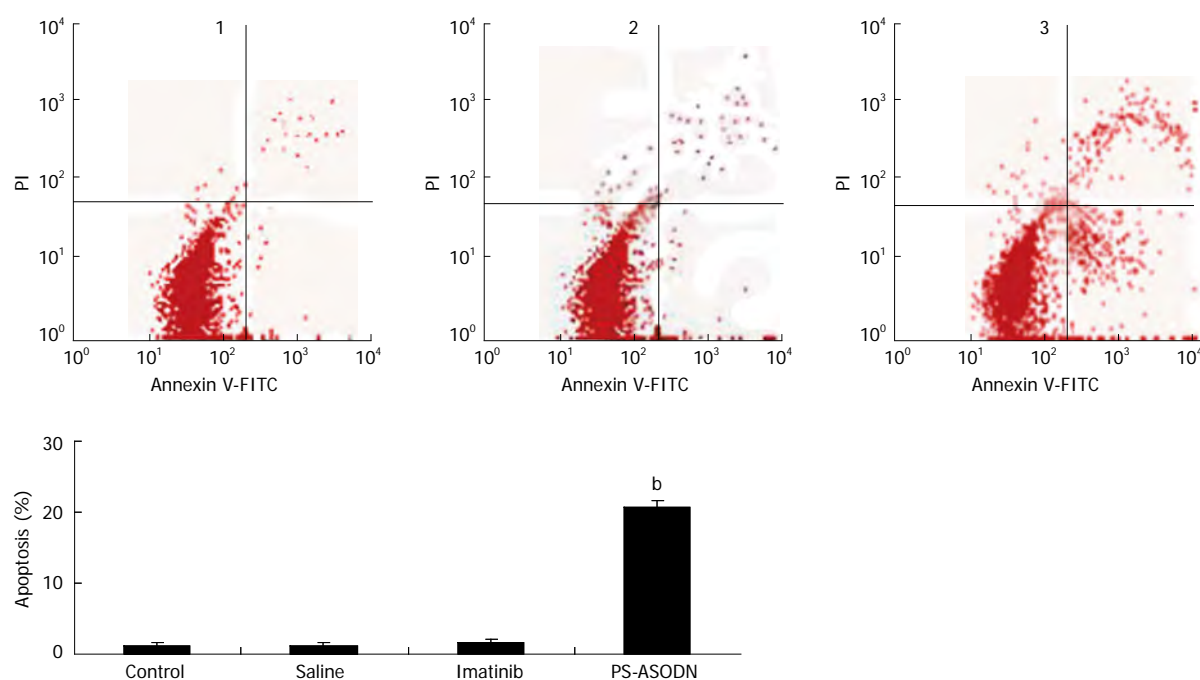 1
10⁴
10³
10²
10¹
10⁰
PI
10⁰ 10¹ 10² 10³ 10⁴
Annexin V-FITC
2
10⁴
10³
10²
10¹
10⁰
PI
10⁰ 10¹ 10² 10³ 10⁴
Annexin V-FITC
3
10⁴
10³
10²
10¹
10⁰
PI
10⁰ 10¹ 10² 10³ 10⁴
Annexin V-FITC
30
20
10
0
Apoptosis (%)
b
Control Saline Imatinib PS-ASODN